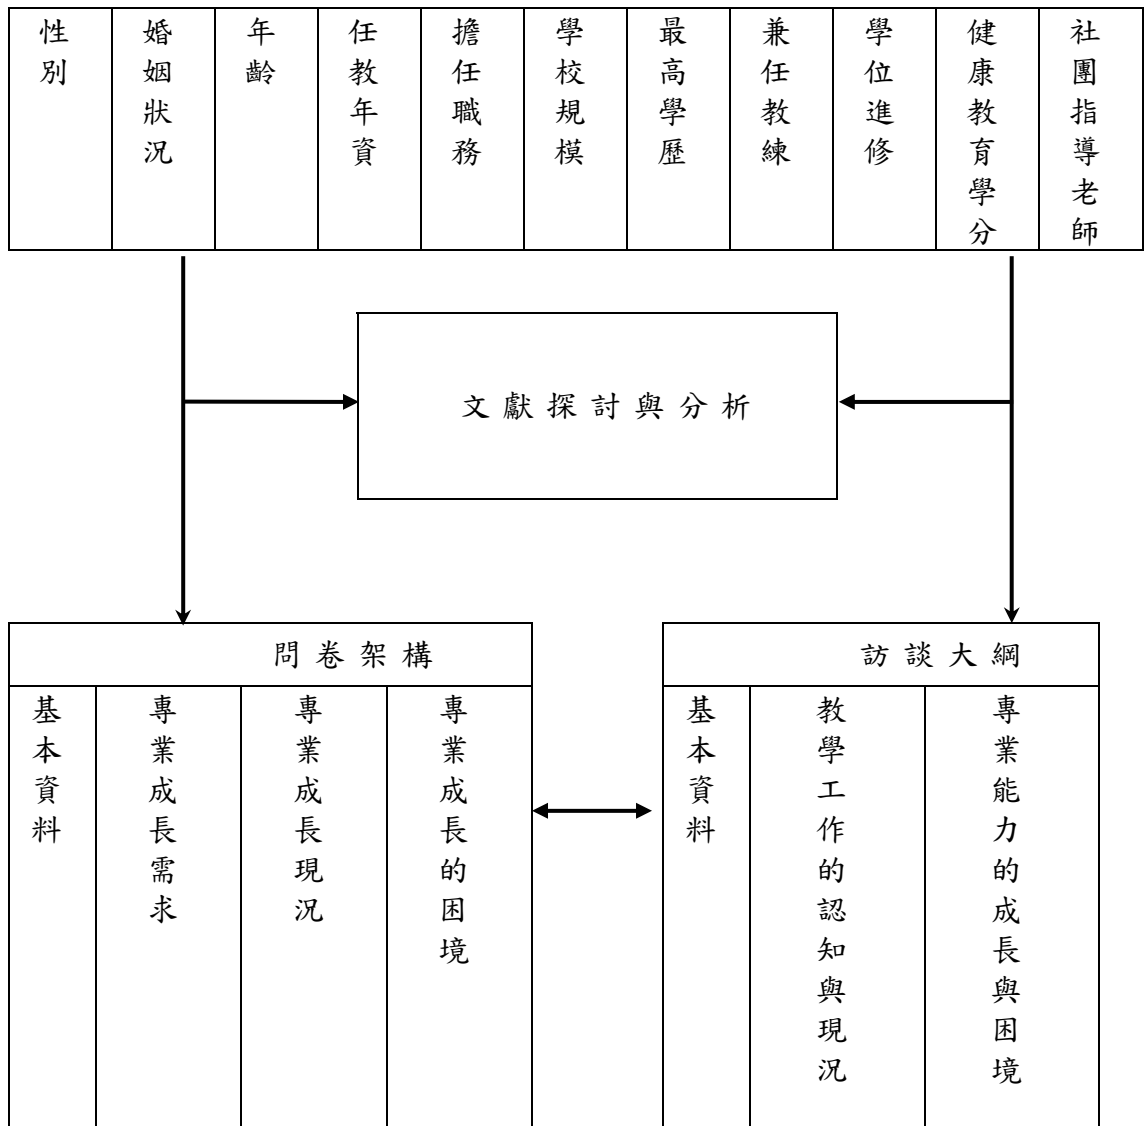 性別
婚姻狀況
年齡
任教年資
擔任職務
學校規模
最高學歷
兼任教練
學位進修
健康教育學分
社團指導老師
文獻探討與分析
問卷架構
基本資料
專業成長需求
專業成長現況
專業成長的困境
訪談大綱
基本資料
教學工作的認知與現況
專業能力的成長與困境